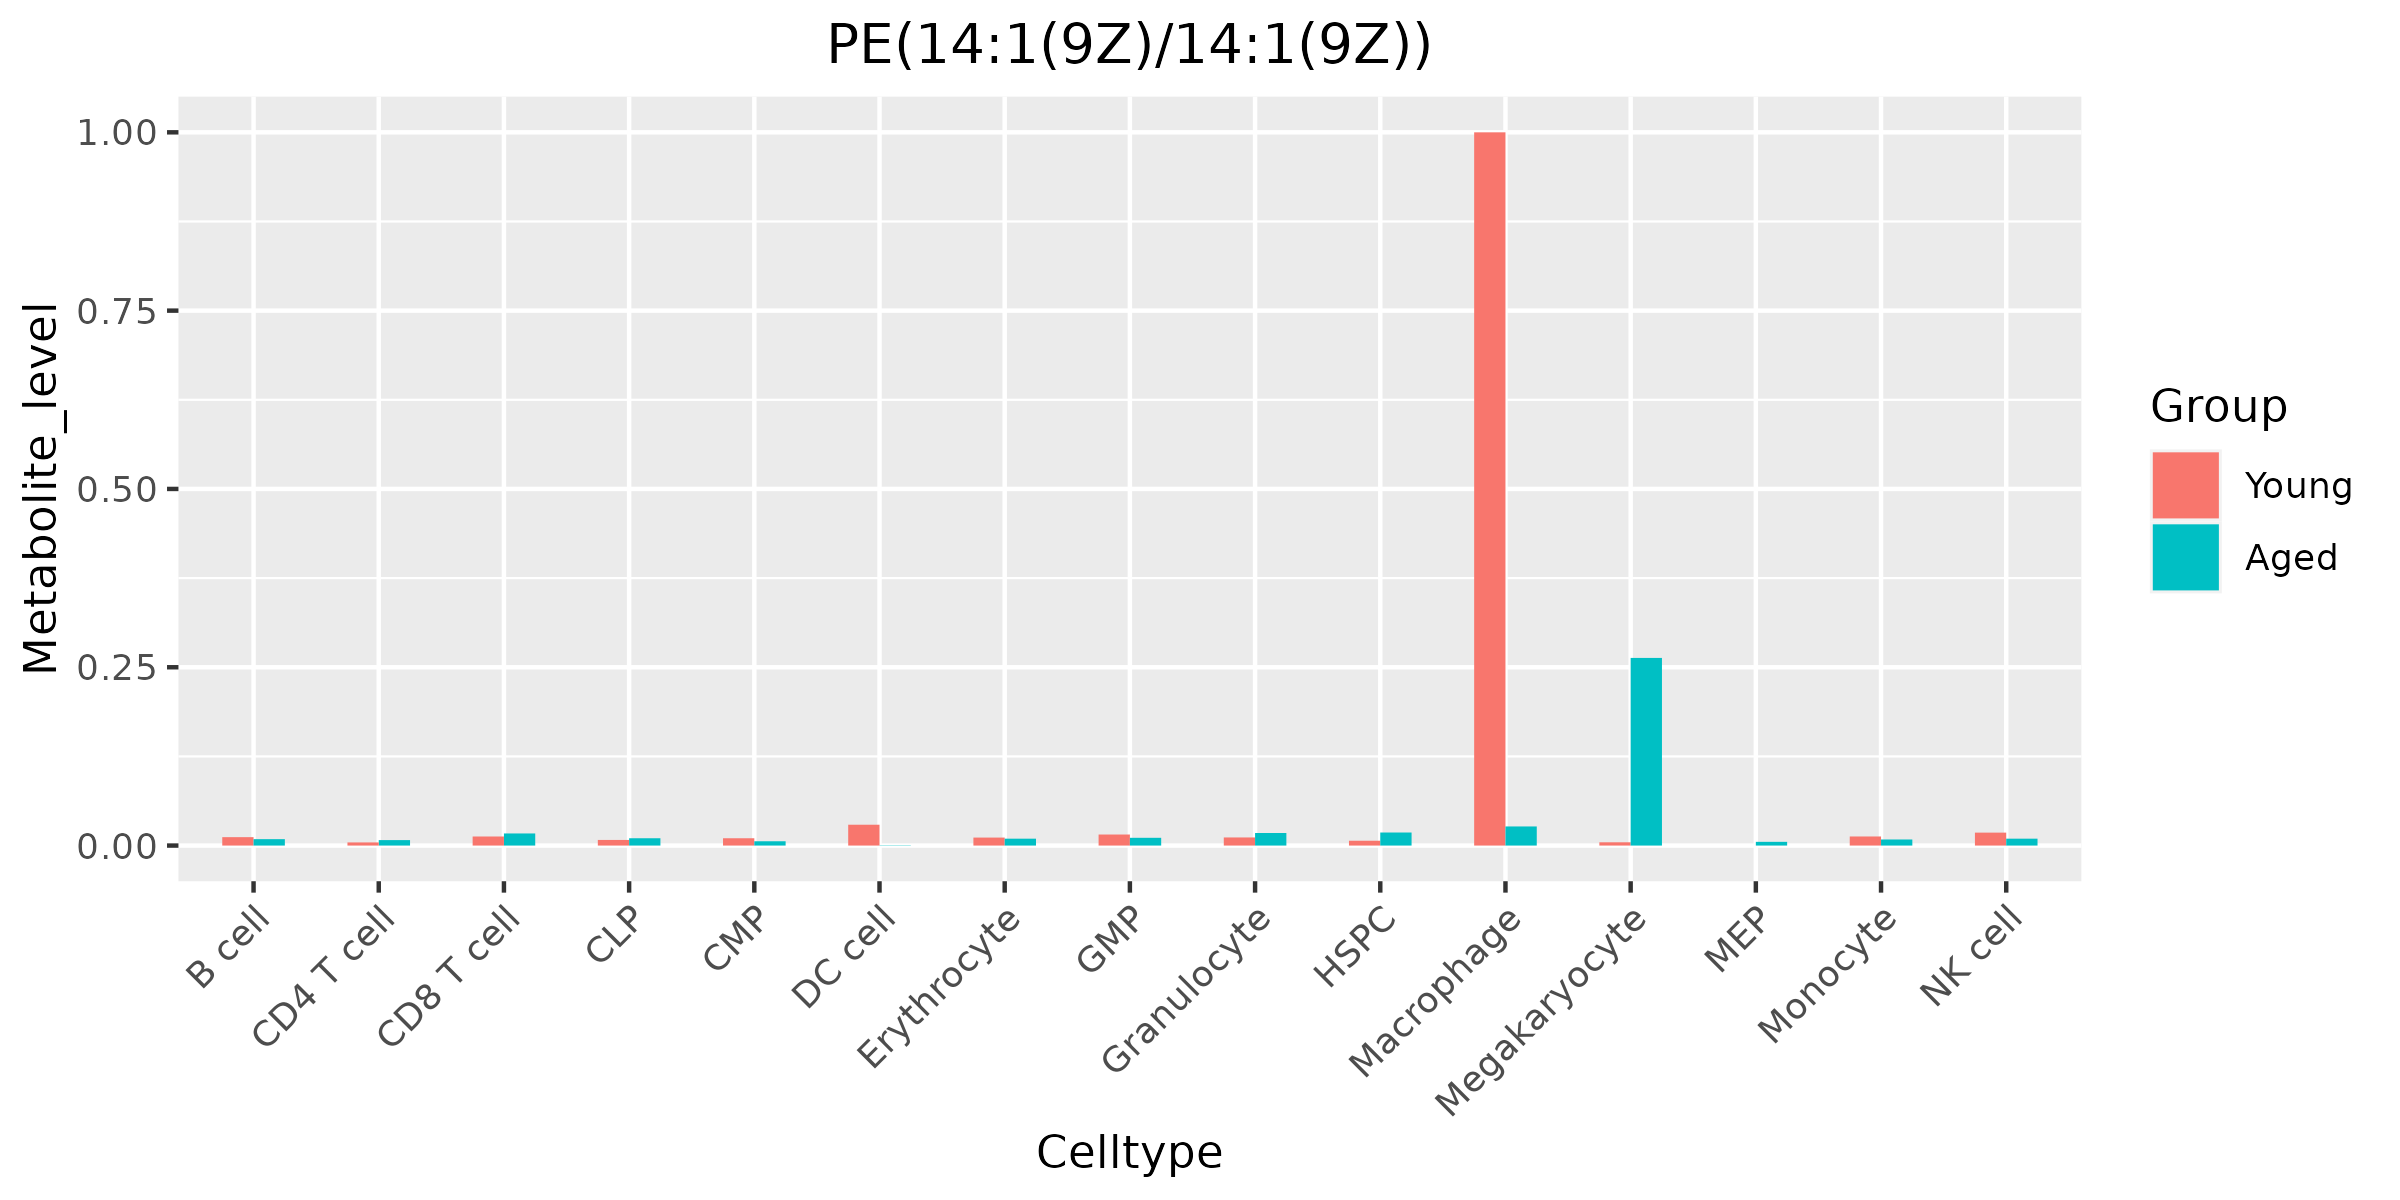 PE(14:1(9Z)/14:1(9Z))
Metabolite_level
1.00
0.75
0.50
0.25
0.00
B cell
CD4 T cell
CD8 T cell
CLP
CMP
DC cell
Erythrocyte
GMP
Granulocyte
HSPC
Macrophage
Megakaryocyte
MEP
Monocyte
NK cell
Celltype
Group
Young
Aged